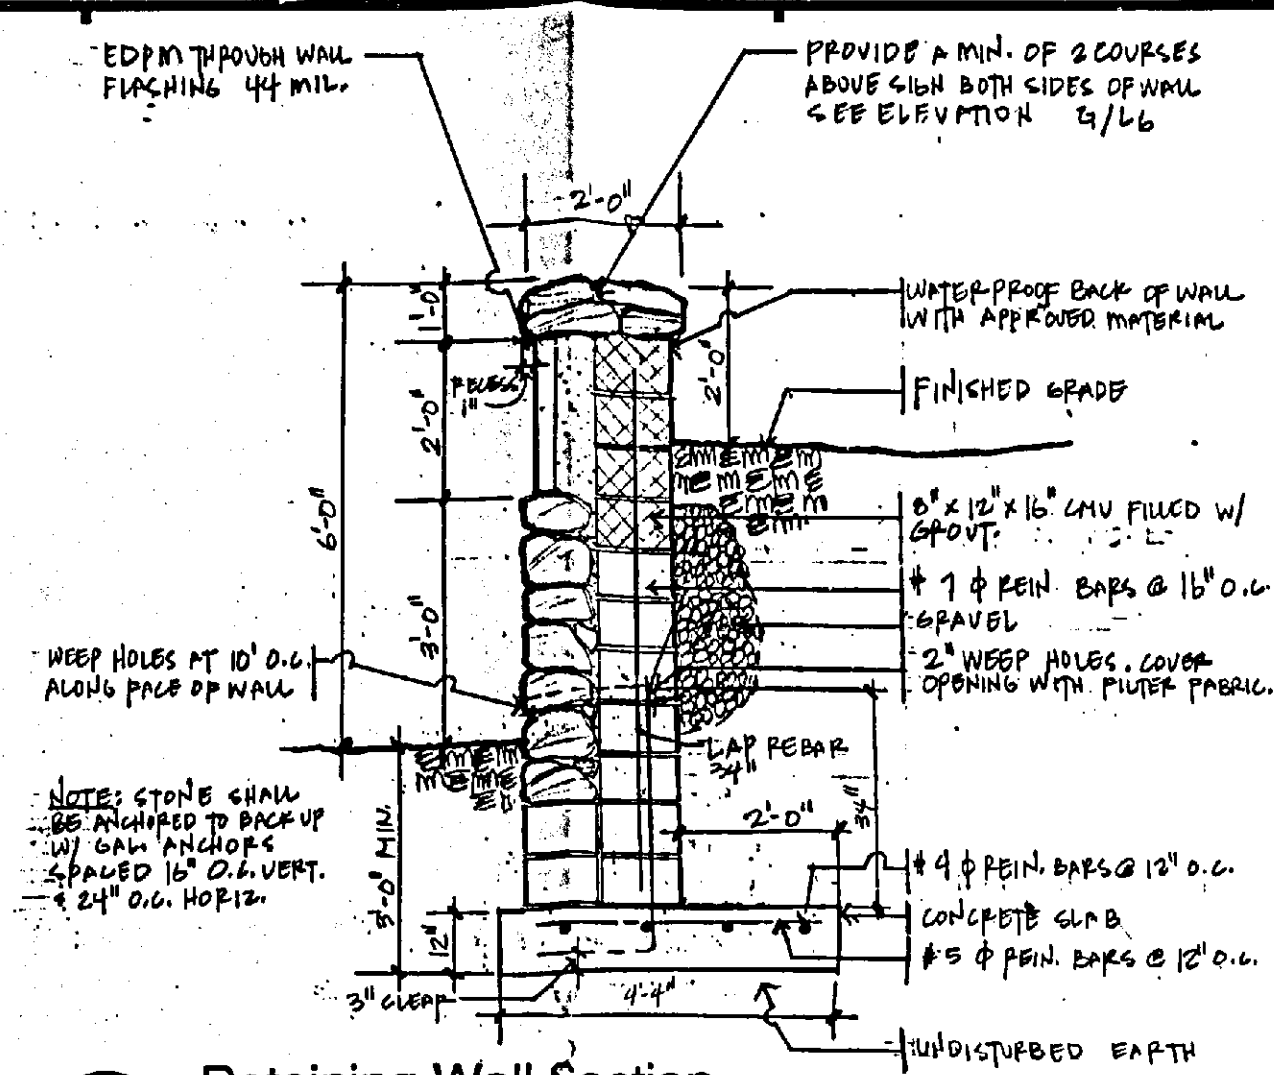 EDPM THROUGH WALL
FLASHING 44 MIL.
PROVIDE A MIN. OF 2 COURSES
ABOVE SIGN BOTH SIDES OF WALL
SEE ELEVATION G/L6
2'-0"
WATERPROOF BACK OF WALL
WITH APPROVED MATERIAL
1'-0"
2'-0"
RECESS
1"
FINISHED GRADE
2'-0"
6'-0"
8" x 12" x 16" CMU FILLED W/
GROUT.
# 7 φ REIN. BARS @ 16" O.C.
GRAVEL
3'-0"
WEEP HOLES AT 10' O.C.
ALONG FACE OF WALL
2" WEEP HOLES. COVER
OPENING WITH FILTER FABRIC.
LAP REBAR
34"
NOTE: STONE SHALL
BE ANCHORED TO BACK UP
W/ GALV ANCHORS
SPACED 16" O.C. VERT.
& 24" O.C. HORIZ.
3'-0" MIN.
2'-0"
34"
# 4 φ REIN. BARS @ 12" O.C.
CONCRETE SLAB
12"
# 5 φ REIN. BARS @ 12" O.C.
3" CLEAR
4'-4"
UNDISTURBED EARTH
Retaining Wall Section